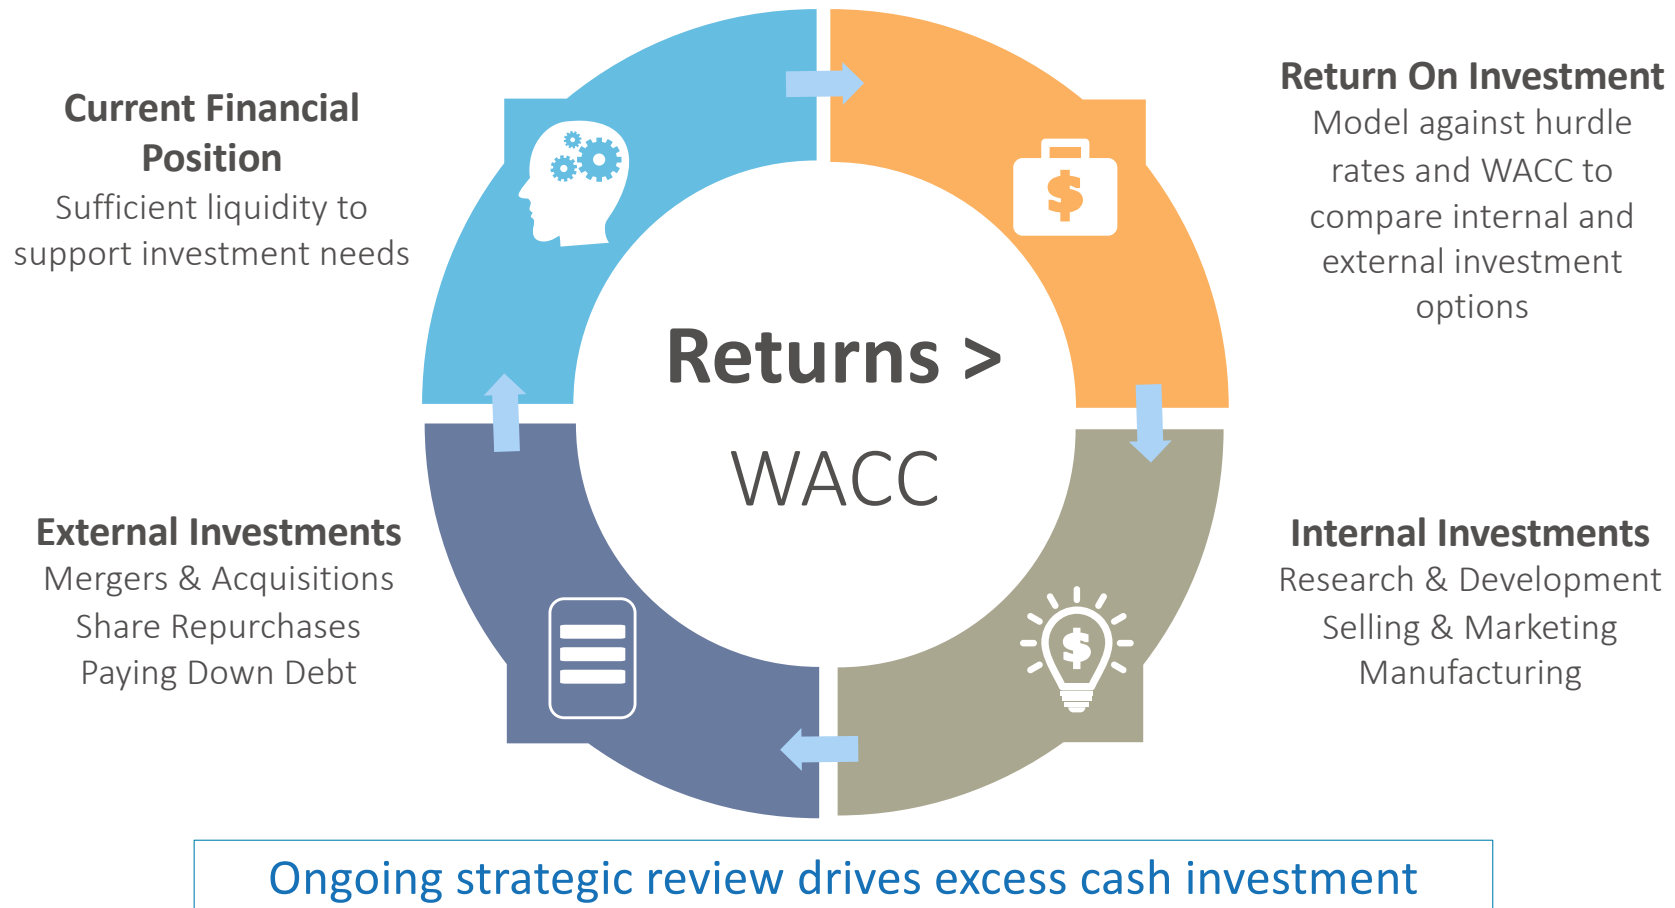 Current Financial
Position
Sufficient liquidity to
support investment needs
Return On Investment
Model against hurdle
rates and WACC to
compare internal and
external investment
options
$
Returns >
WACC
External Investments
Mergers & Acquisitions
Share Repurchases
Paying Down Debt
Internal Investments
Research & Development
Selling & Marketing
Manufacturing
$
Ongoing strategic review drives excess cash investment